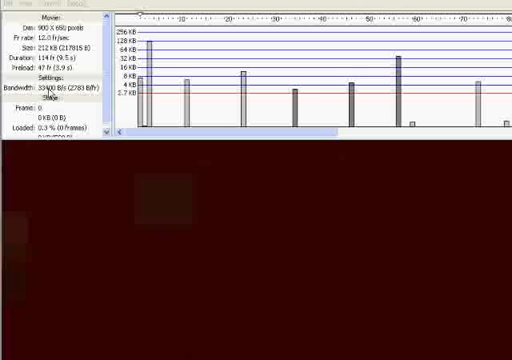 Movie:
Dim: 900 X 650 pixels
Fr rate: 12.0 fr/sec
Size: 212 KB (217815 B)
Duration: 114 fr (9.5 s)
Preload: 47 fr (3.9 s)
Settings:
Bandwidth: 33400 B/s (2783 B/fr)
Frame: 0
0 KB (0 B)
Loaded: 0.3 % (0 frames)
10 20 30 40 50 60 70
256 KB
128 KB
64 KB
32 KB
16 KB
8 KB
4 KB
2.7 KB